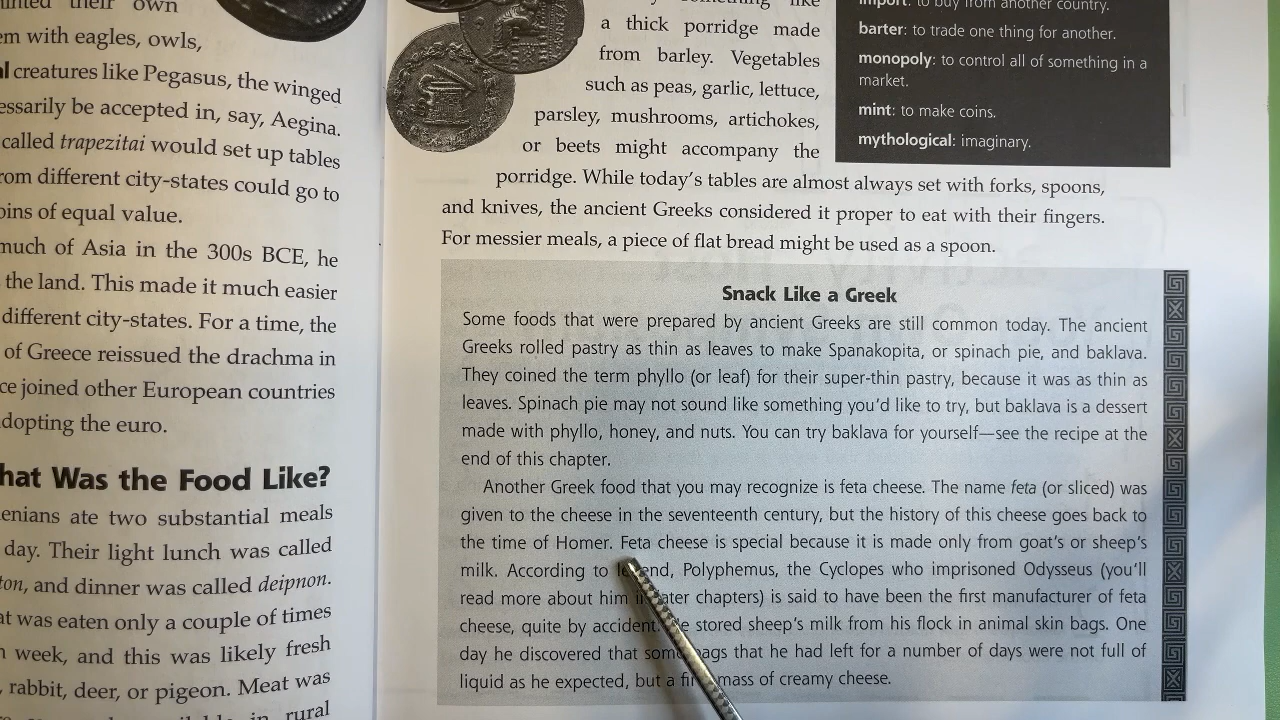 their own
em with eagles, owls,
creatures like Pegasus, the winged
essarily be accepted in, say, Aegina.
called trapezitai would set up tables
rom different city-states could go to
oins of equal value.
much of Asia in the 300s BCE, he
the land. This made it much easier
different city-states. For a time, the
of Greece reissued the drachma in
ce joined other European countries
dopting the euro.
hat Was the Food Like?
enians ate two substantial meals
day. Their light lunch was called
ton, and dinner was called deipnon.
at was eaten only a couple of times
week, and this was likely fresh
, rabbit, deer, or pigeon. Meat was
in rural
like
a thick porridge made
from barley. Vegetables
such as peas, garlic, lettuce,
parsley, mushrooms, artichokes,
or beets might accompany the
porridge. While today's tables are almost always set with forks, spoons,
and knives, the ancient Greeks considered it proper to eat with their fingers.
For messier meals, a piece of flat bread might be used as a spoon.
import: to buy from another country.
barter: to trade one thing for another.
monopoly: to control all of something in a
market.
mint: to make coins.
mythological: imaginary.
Snack Like a Greek
Some foods that were prepared by ancient Greeks are still common today. The ancient
Greeks rolled pastry as thin as leaves to make Spanakopita, or spinach pie, and baklava.
They coined the term phyllo (or leaf) for their super-thin pastry, because it was as thin as
leaves. Spinach pie may not sound like something you'd like to try, but baklava is a dessert
made with phyllo, honey, and nuts. You can try baklava for yourself—see the recipe at the
end of this chapter.
Another Greek food that you may recognize is feta cheese. The name feta (or sliced) was
given to the cheese in the seventeenth century, but the history of this cheese goes back to
the time of Homer. Feta cheese is special because it is made only from goat's or sheep's
milk. According to legend, Polyphemus, the Cyclopes who imprisoned Odysseus (you'll
read more about him in later chapters) is said to have been the first manufacturer of feta
cheese, quite by accident. He stored sheep's milk from his flock in animal skin bags. One
day he discovered that some bags that he had left for a number of days were not full of
liquid as he expected, but a firm mass of creamy cheese.